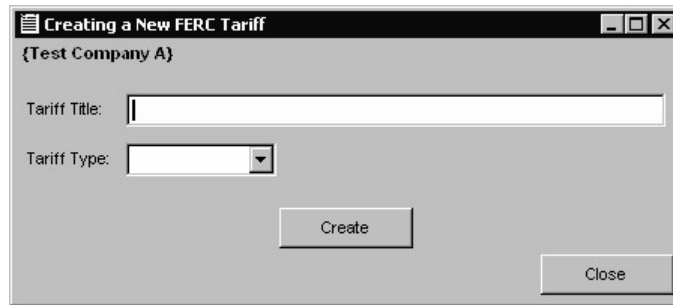 Creating a New FERC Tariff
{Test Company A}
Tariff Title:
Tariff Type:
Create
Close